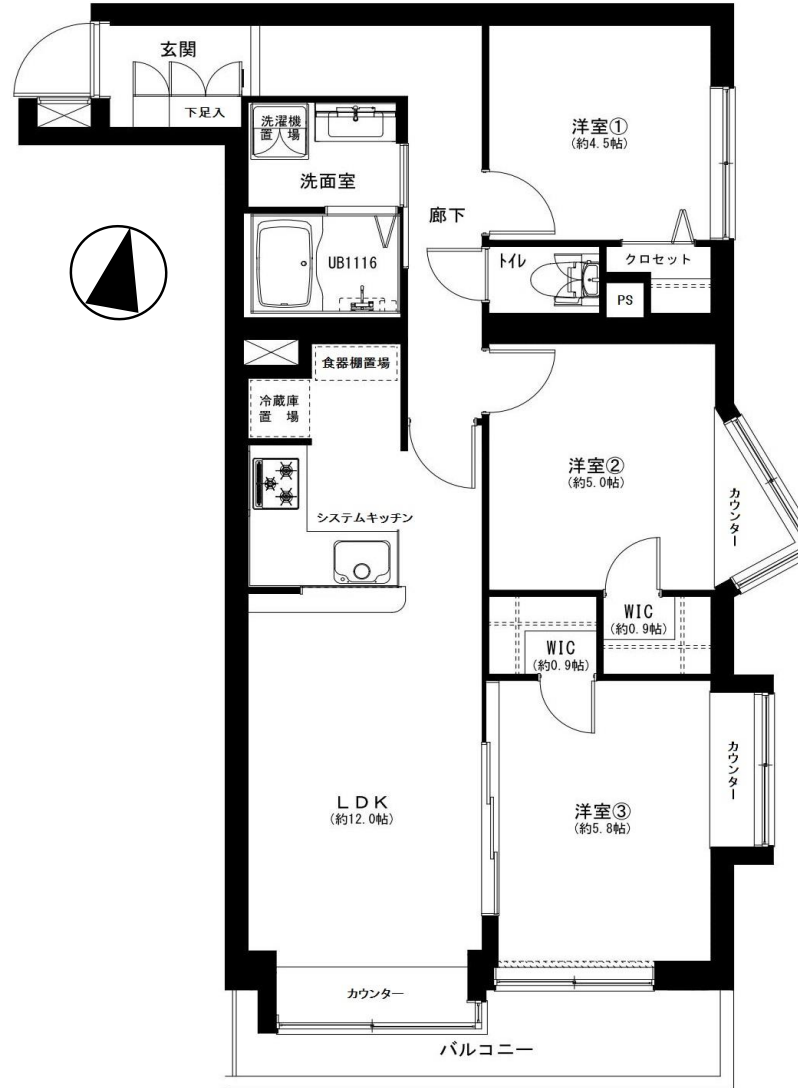 玄関
下足入
洗濯機
置場
洗面室
洋室①
(約4.5帖)
廊下
UB1116
トイレ
クロゼット
PS
食器棚置場
冷蔵庫
置場
洋室②
(約5.0帖)
カウンター
システムキッチン
WIC
(約0.9帖)
WIC
(約0.9帖)
LDK
(約12.0帖)
洋室③
(約5.8帖)
カウンター
カウンター
バルコニー